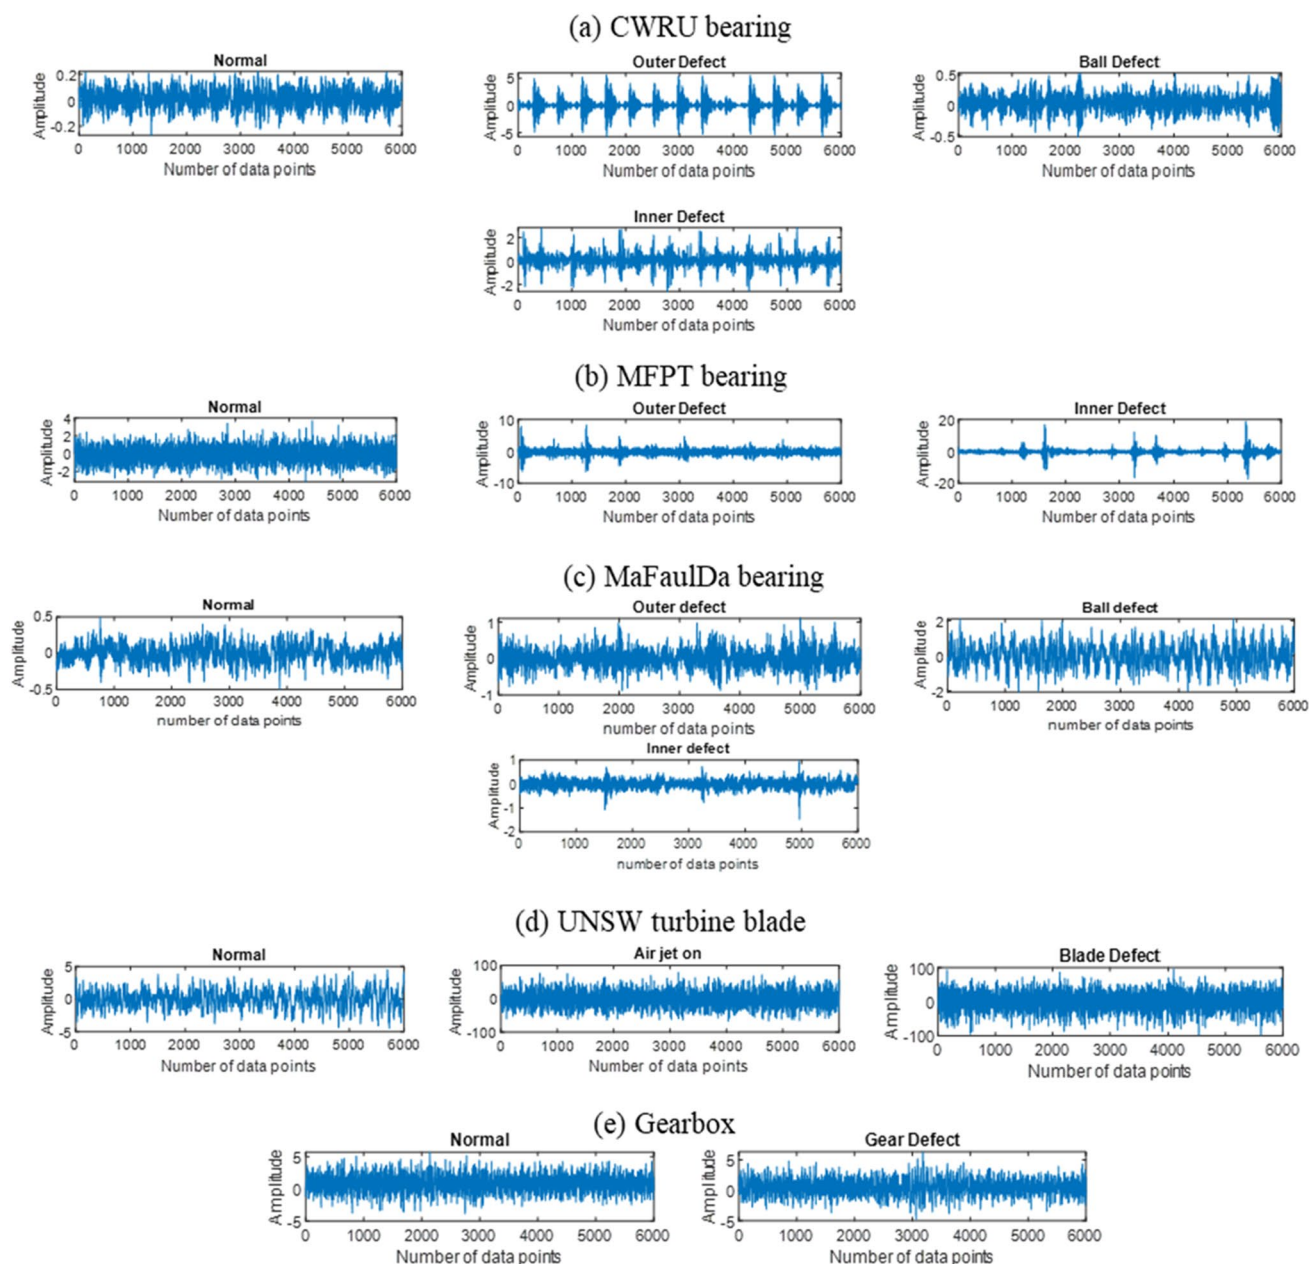 (a) CWRU bearing
Normal Outer Defect Ball Defect
Amplitude Amplitude Amplitude
0.2 0 -0.2
5 0 -5
0.5 0 -0.5
0 1000 2000 3000 4000 5000 6000
0 1000 2000 3000 4000 5000 6000
0 1000 2000 3000 4000 5000 6000
Number of data points Number of data points Number of data points
Inner Defect
Amplitude
2 0 -2
0 1000 2000 3000 4000 5000 6000
Number of data points
(b) MFPT bearing
Normal Outer Defect Inner Defect
Amplitude Amplitude Amplitude
4 2 0 -2
10 0 -10
20 0 -20
0 1000 2000 3000 4000 5000 6000
0 1000 2000 3000 4000 5000 6000
0 1000 2000 3000 4000 5000 6000
Number of data points Number of data points Number of data points
(c) MaFaulDa bearing
Normal Outer defect Ball defect
Amplitude Amplitude Amplitude
0.5 0 -0.5
1 0 -1
2 0 -2
0 1000 2000 3000 4000 5000 6000
0 1000 2000 3000 4000 5000 6000
0 1000 2000 3000 4000 5000 6000
number of data points number of data points number of data points
Inner defect
Amplitude
1 0 -1 -2
0 1000 2000 3000 4000 5000 6000
number of data points
(d) UNSW turbine blade
Normal Air jet on Blade Defect
Amplitude Amplitude Amplitude
5 0 -5
100 0 -100
100 0 -100
0 1000 2000 3000 4000 5000 6000
0 1000 2000 3000 4000 5000 6000
0 1000 2000 3000 4000 5000 6000
Number of data points Number of data points Number of data points
(e) Gearbox
Normal Gear Defect
Amplitude Amplitude
5 0 -5
5 0 -5
0 1000 2000 3000 4000 5000 6000
0 1000 2000 3000 4000 5000 6000
Number of data points Number of data points